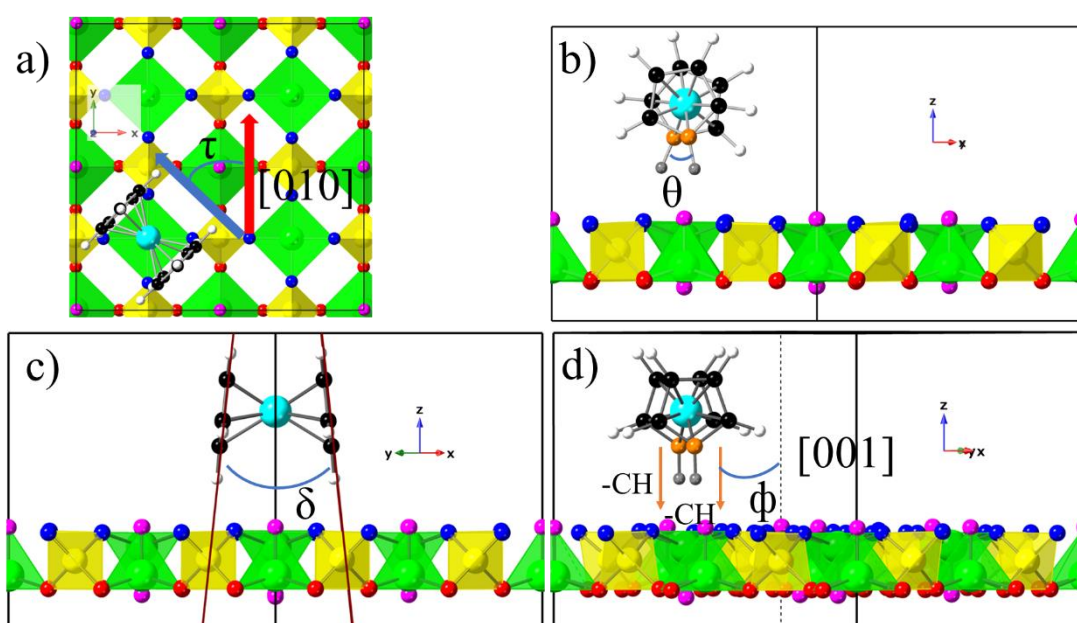 a)
y
z
x
τ
[010]
b)
z
y
x
θ
c)
z
y
x
δ
d)
z
y
x
[001]
-CH
-CH
ϕ